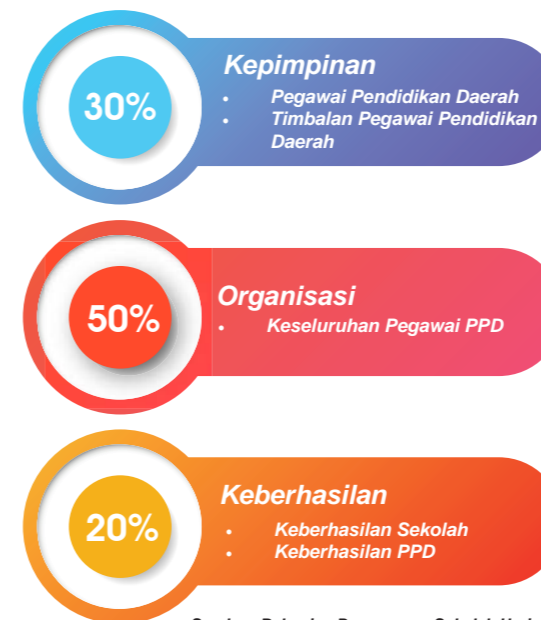 30%
Kepimpinan
• Pegawai Pendidikan Daerah
• Timbalan Pegawai Pendidikan
Daerah
50%
Organisasi
• Keseluruhan Pegawai PPD
20%
Keberhasilan
• Keberhasilan Sekolah
• Keberhasilan PPD